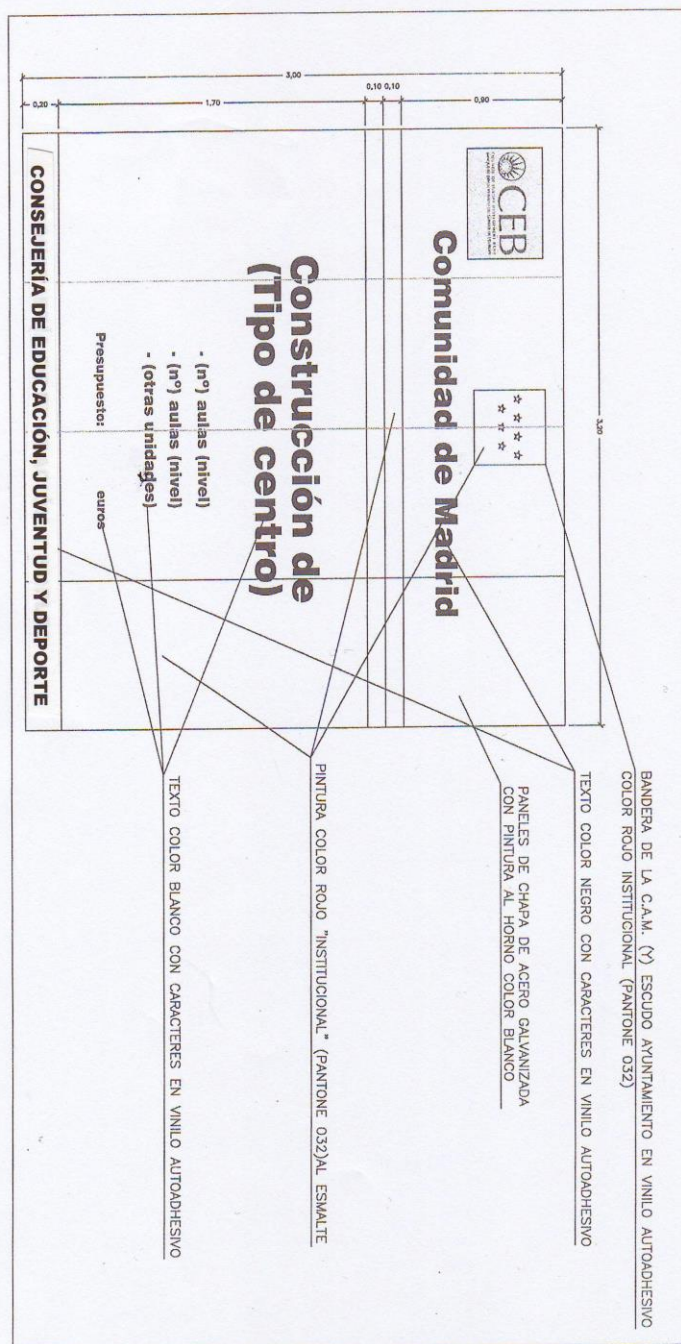 3,20
3,00
0,90
0,10
0,10
1,70
0,20
CEB
Comunidad de Madrid
Construcción de
(Tipo de centro)
- (nº) aulas (nivel)
- (nº) aulas (nivel)
- (otras unidades)
Presupuesto: euros
CONSEJERÍA DE EDUCACIÓN, JUVENTUD Y DEPORTE
BANDERA DE LA C.A.M. (Y) ESCUDO AYUNTAMIENTO EN VINILO AUTOADHESIVO
COLOR ROJO INSTITUCIONAL (PANTONE 032)
TEXTO COLOR NEGRO CON CARACTERES EN VINILO AUTOADHESIVO
PANELES DE CHAPA DE ACERO GALVANIZADA
CON PINTURA AL HORNO COLOR BLANCO
PINTURA COLOR ROJO "INSTITUCIONAL" (PANTONE 032)AL ESMALTE
TEXTO COLOR BLANCO CON CARACTERES EN VINILO AUTOADHESIVO